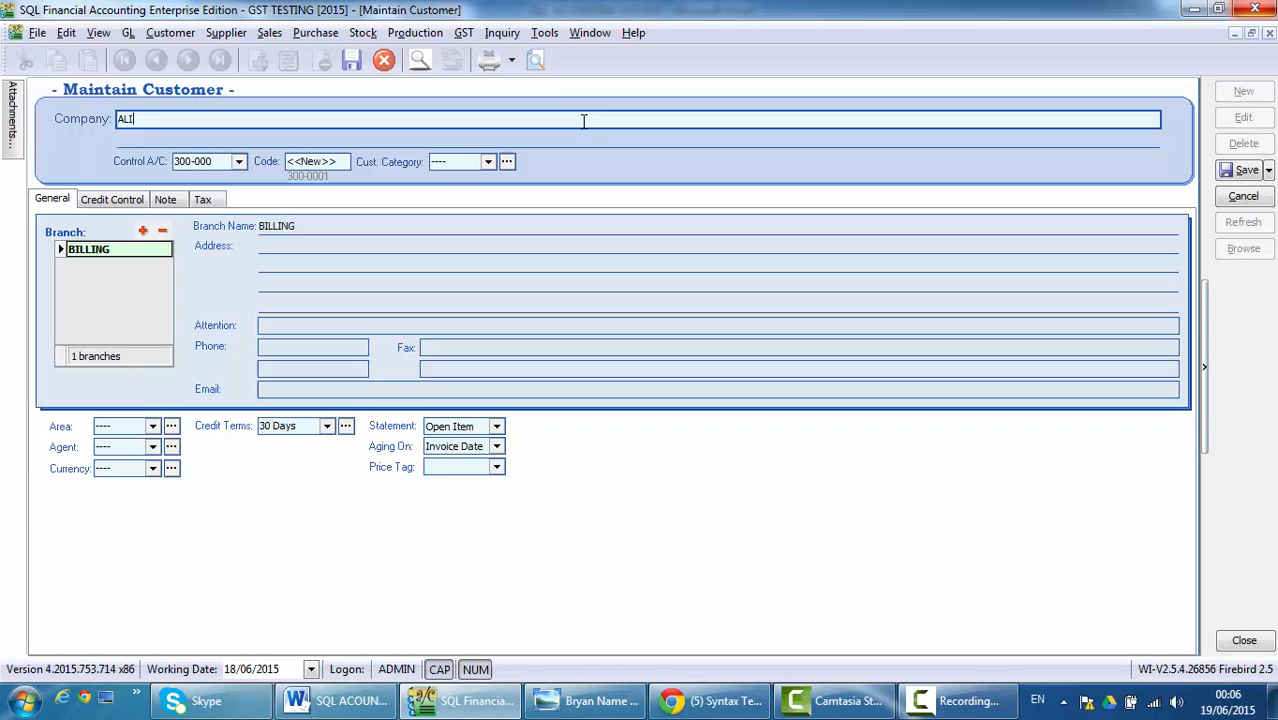 SQL Financial Accounting Enterprise Edition - GST TESTING [2015] - [Maintain Customer]
File Edit View GL Customer Supplier Sales Purchase Stock Production GST Inquiry Tools Window Help
Attachments...
- Maintain Customer -
Company: ALI
Control A/C: 300-000 Code: <<New>> Cust. Category: ----
300-0001
General Credit Control Note Tax
Branch:
BILLING
1 branches
Branch Name: BILLING
Address:
Attention:
Phone: Fax:
Email:
Area: ---- Credit Terms: 30 Days Statement: Open Item
Agent: ---- Aging On: Invoice Date
Currency: ---- Price Tag:
New
Edit
Delete
Save
Cancel
Refresh
Browse
Close
Version 4.2015.753.714 x86 Working Date: 18/06/2015 Logon: ADMIN CAP NUM WI-V2.5.4.26856 Firebird 2.5
Skype SQL ACOUN... SQL Financia... Bryan Name ... (5) Syntax Te... Camtasia St... Recording... EN 00:06
19/06/2015